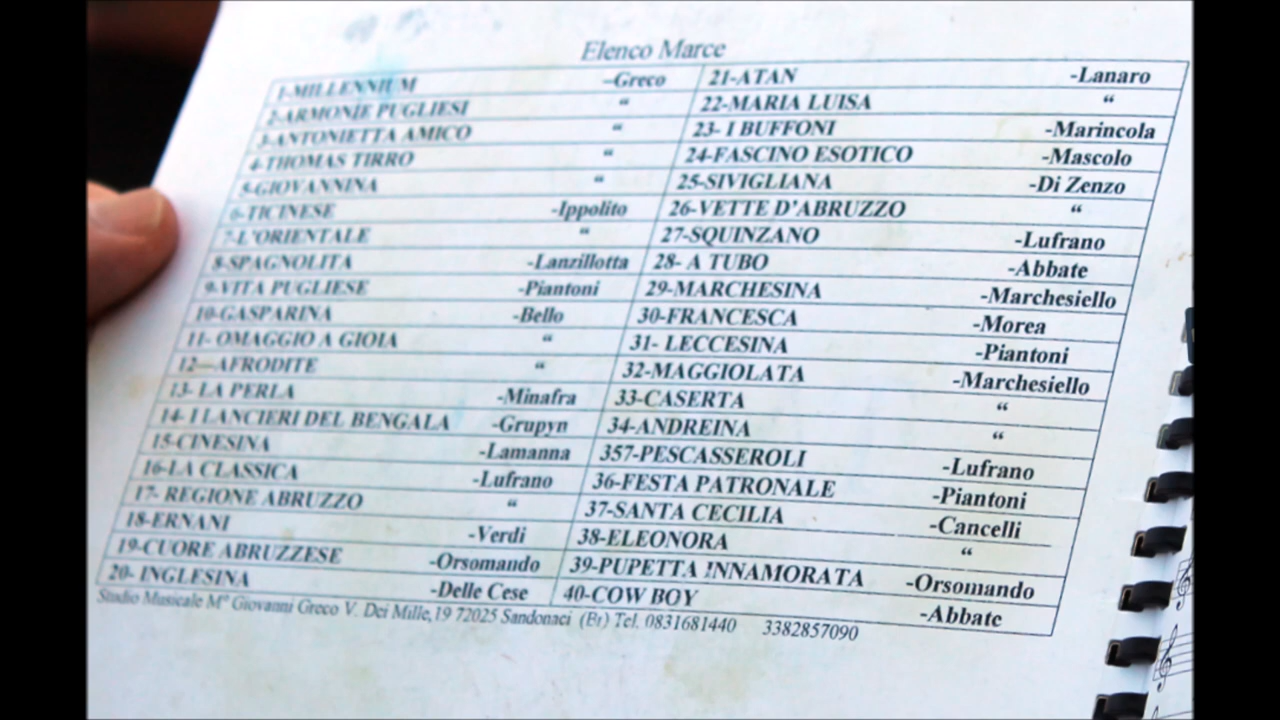 Elenco Marce
1-MILLENNIUM –Greco
2-ARMONIE PUGLIESI “
3-ANTONIETTA AMICO “
4-THOMAS TIRRO “
5-GIOVANNINA “
6-TICINESE -Ippolito
7-L'ORIENTALE “
8-SPAGNOLITA -Lanzillotta
9-VITA PUGLIESE -Piantoni
10-GASPARINA -Bello
11- OMAGGIO A GIOIA “
12—AFRODITE “
13- LA PERLA -Minafra
14- I LANCIERI DEL BENGALA -Grupyn
15-CINESINA -Lamanna
16-LA CLASSICA -Lufrano
17- REGIONE ABRUZZO “
18-ERNANI -Verdi
19-CUORE ABRUZZESE -Orsomando
20- INGLESINA -Delle Cese
21-ATAN -Lanaro
22-MARIA LUISA “
23- I BUFFONI -Marincola
24-FASCINO ESOTICO -Mascolo
25-SIVIGLIANA -Di Zenzo
26-VETTE D’ABRUZZO “
27-SQUINZANO -Lufrano
28- A TUBO -Abbate
29-MARCHESINA -Marchesiello
30-FRANCESCA -Morea
31- LECCESINA -Piantoni
32-MAGGIOLATA -Marchesiello
33-CASERTA “
34-ANDREINA “
357-PESCASSEROLI -Lufrano
36-FESTA PATRONALE -Piantoni
37-SANTA CECILIA -Cancelli
38-ELEONORA “
39-PUPETTA INNAMORATA -Orsomando
40-COW BOY -Abbate
Studio Musicale M° Giovanni Greco V. Dei Mille,19 72025 Sandonaci (Br) Tel. 0831681440 3382857090